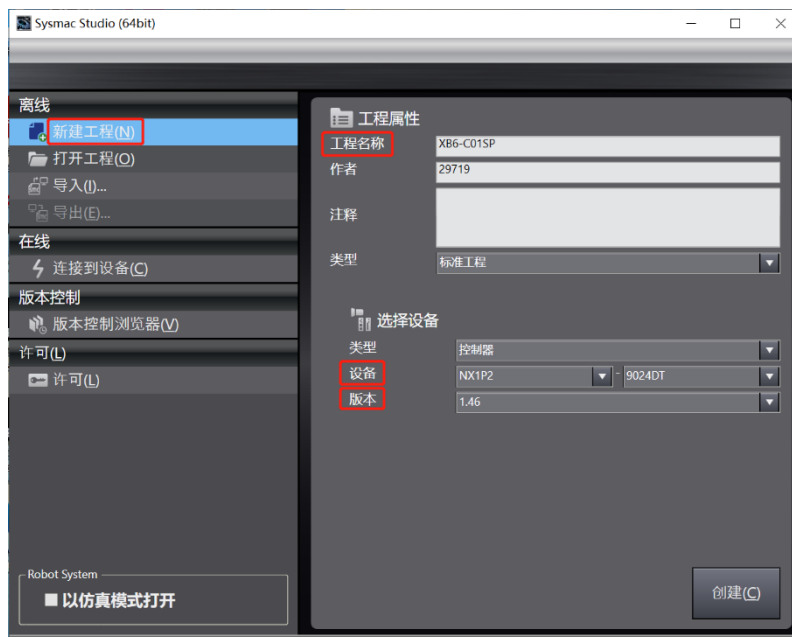 Sysmac Studio (64bit)
离线
新建工程(N)
打开工程(O)
导入(I)...
导出(E)...
在线
连接到设备(C)
版本控制
版本控制浏览器(V)
许可(L)
许可(L)
Robot System
以仿真模式打开
工程属性
工程名称 XB6-C01SP
作者 29719
注释
类型 标准工程
选择设备
类型 控制器
设备 NX1P2 - 9024DT
版本 1.46
创建(C)